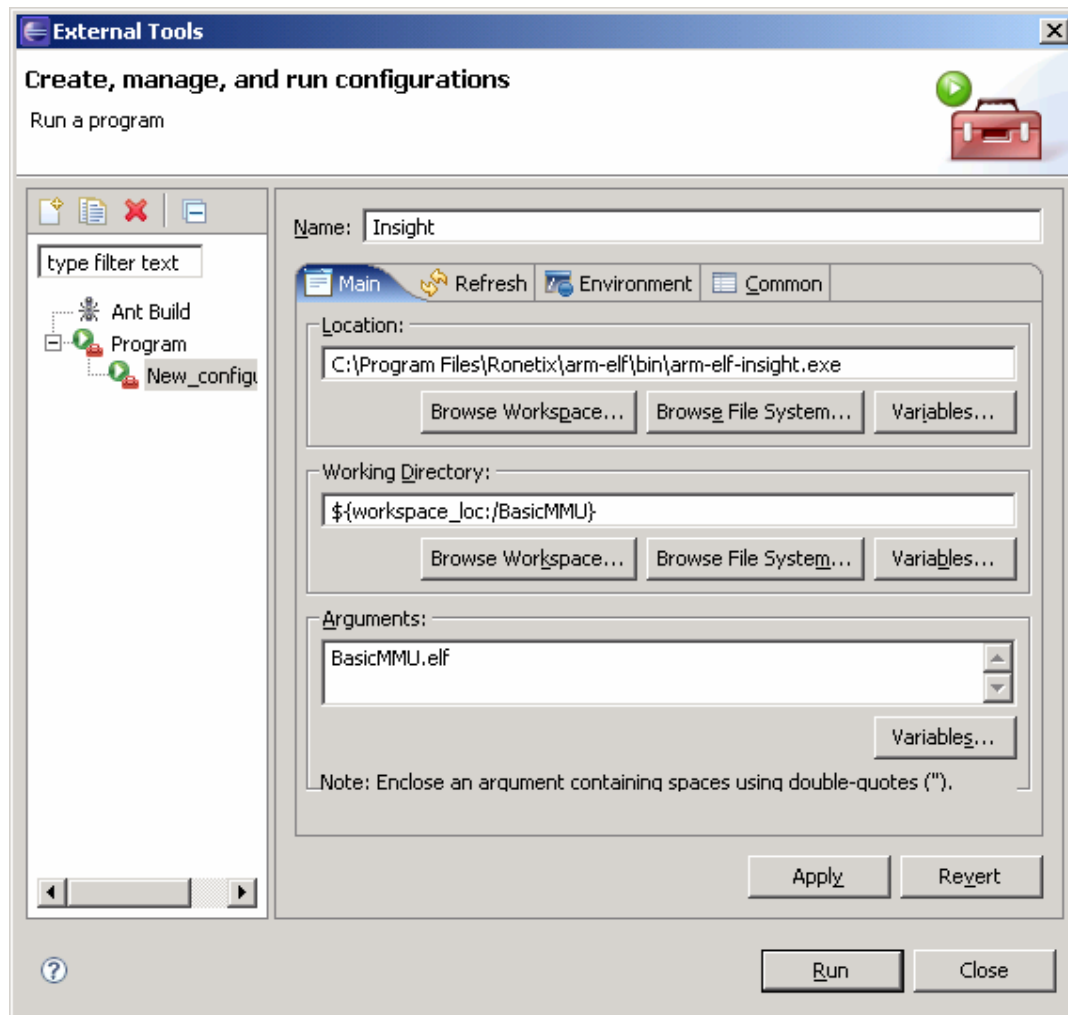 External Tools
Create, manage, and run configurations
Run a program
type filter text
Ant Build
Program
New_configu
Name: Insight
Main Refresh Environment Common
Location:
C:\Program Files\Ronetix\arm-elf\bin\arm-elf-insight.exe
Browse Workspace... Browse File System... Variables...
Working Directory:
${workspace_loc:/BasicMMU}
Browse Workspace... Browse File System... Variables...
Arguments:
BasicMMU.elf
Variables...
Note: Enclose an argument containing spaces using double-quotes (").
Apply Revert
Run Close